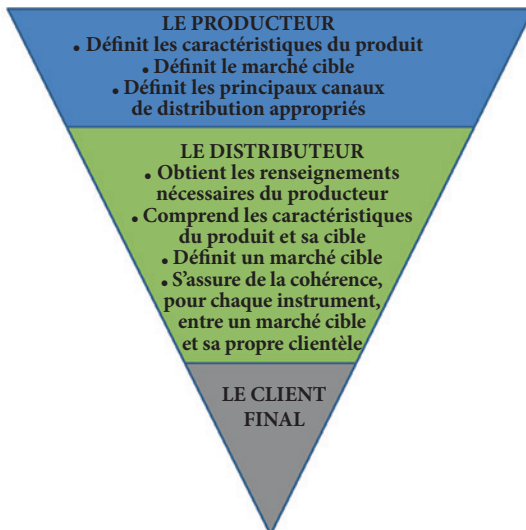 LE PRODUCTEUR
• Définit les caractéristiques du produit
• Définit le marché cible
• Définit les principaux canaux
de distribution appropriés
LE DISTRIBUTEUR
• Obtient les renseignements
nécessaires du producteur
• Comprend les caractéristiques
du produit et sa cible
• Définit un marché cible
• S'assure de la cohérence,
pour chaque instrument,
entre un marché cible
et sa propre clientèle
LE CLIENT
FINAL